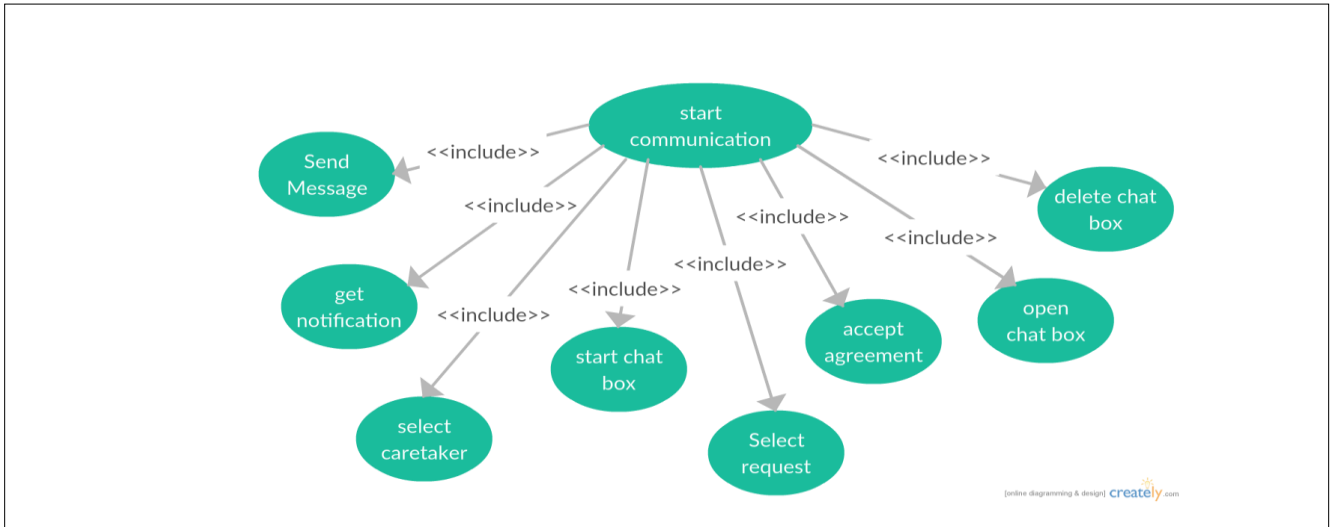 start
communication
<<include>>
Send
Message
<<include>>
delete chat
box
<<include>>
<<include>>
<<include>>
<<include>>
get
notification
<<include>>
<<include>>
open
chat box
accept
agreement
start chat
box
select
caretaker
Select
request
[online diagramming & design] creately.com